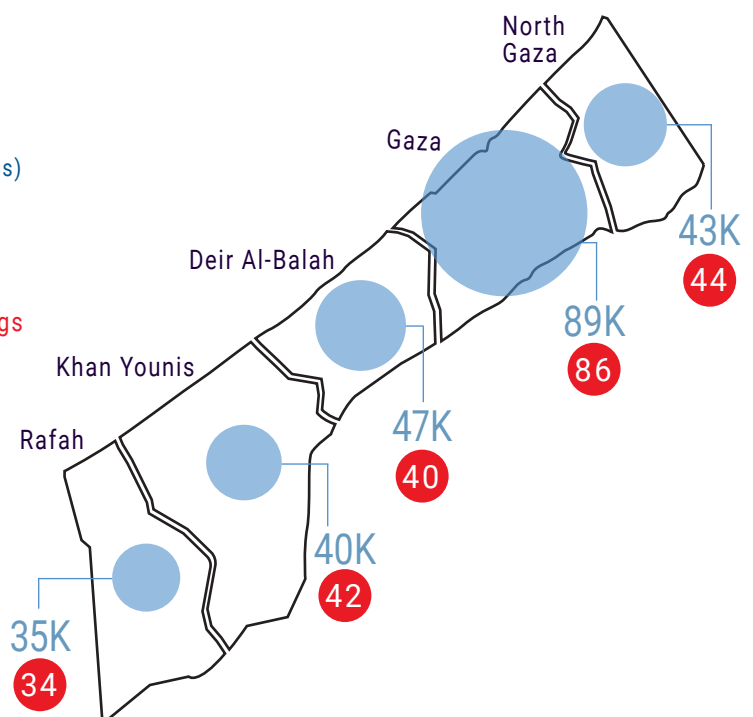 North
Gaza
Gaza
s)
43K
44
Deir Al-Balah
89K
86
gs
Khan Younis
47K
40
Rafah
40K
42
35K
34